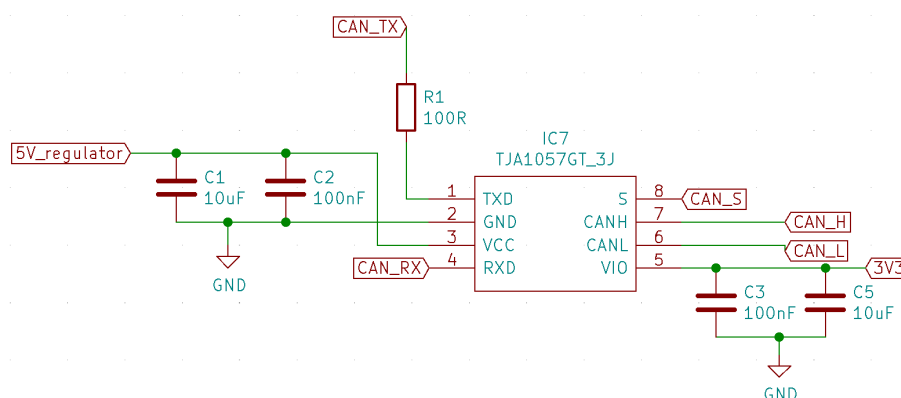 CAN_TX
R1
100R
IC7
TJA1057GT_3J
5V_regulator
C1
10uF
C2
100nF
1 TXD S 8 CAN_S
2 GND CANH 7 CAN_H
3 VCC CANL 6 CAN_L
CAN_RX 4 RXD VIO 5 3V3
GND
C3
100nF
C5
10uF
GND